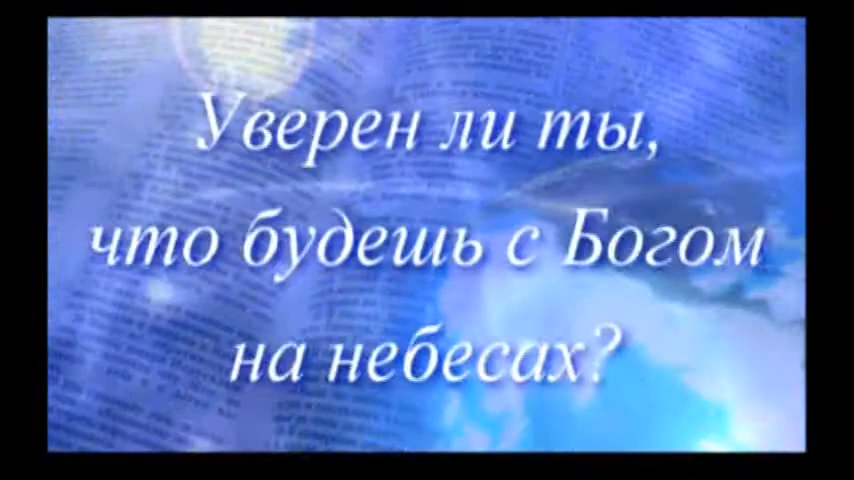 Уверен ли ты,
что будешь с Богом
на небесах?